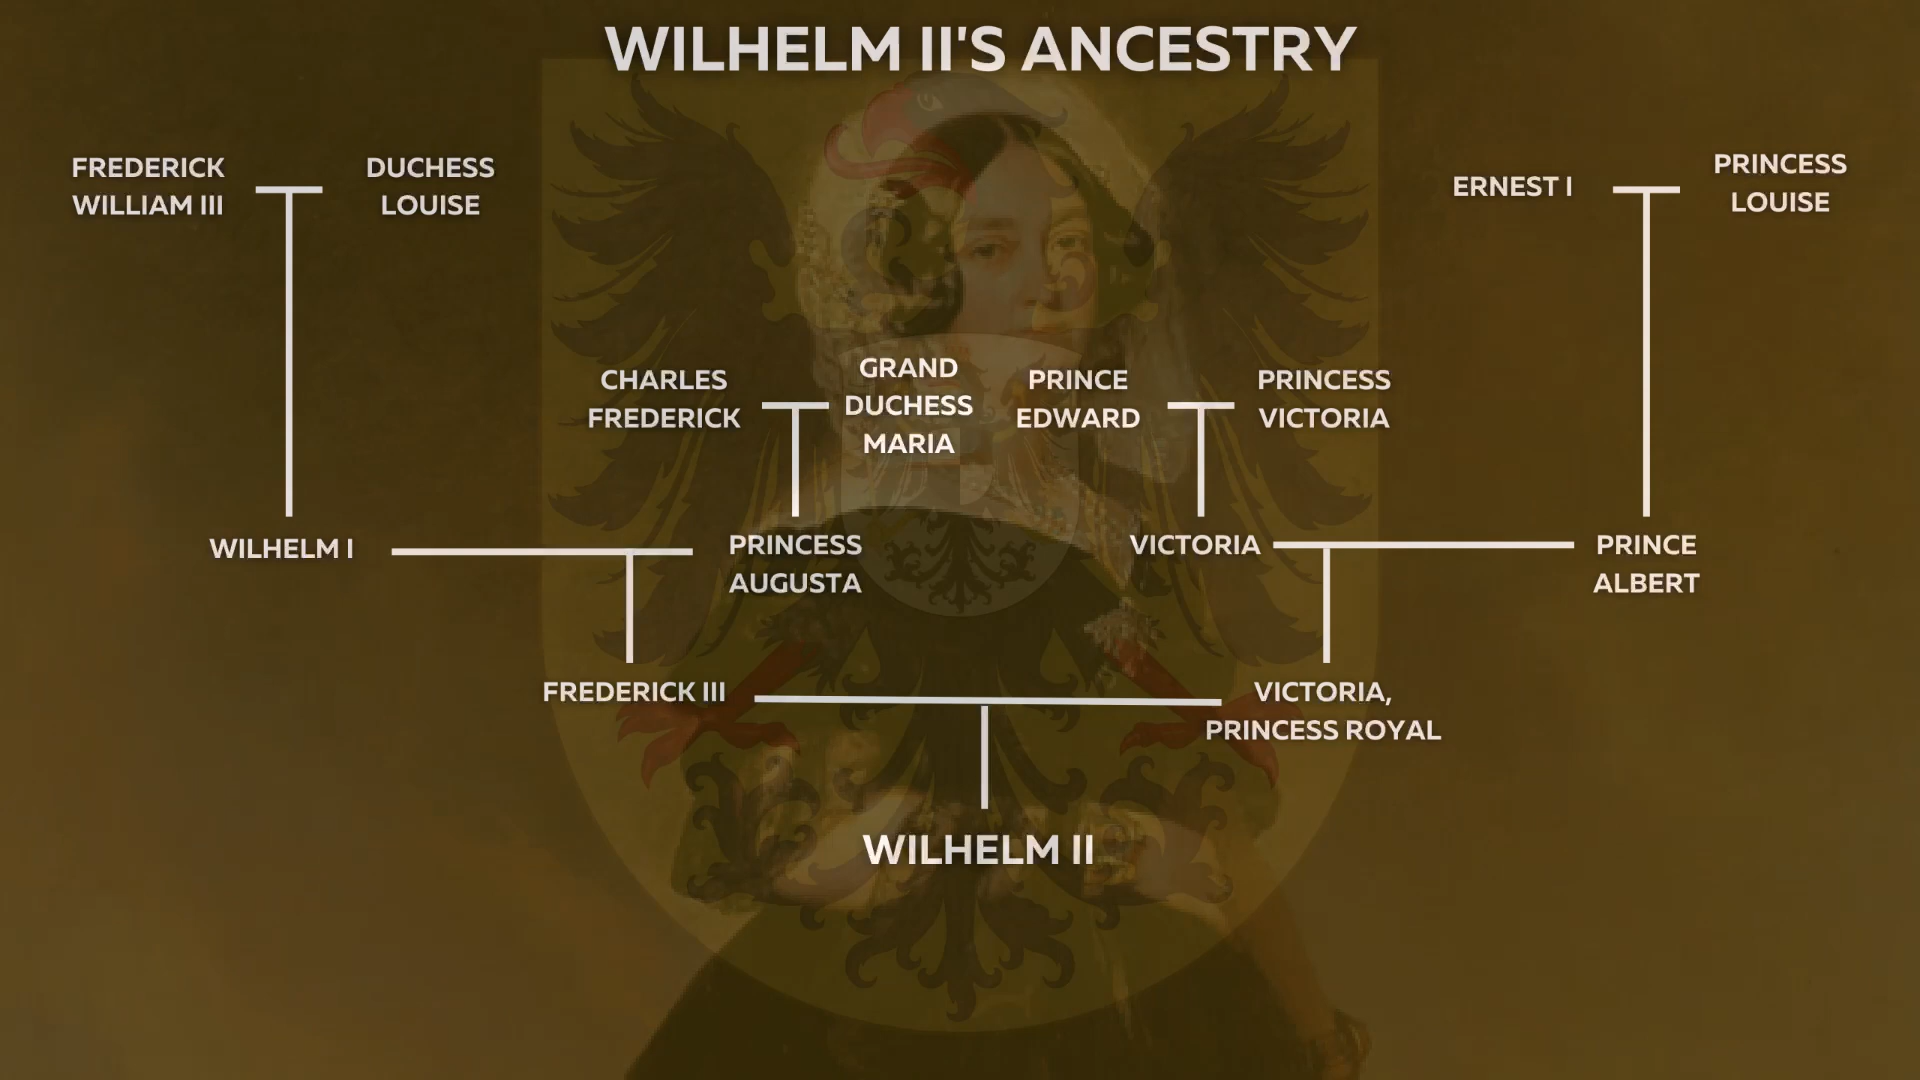 WILHELM II'S ANCESTRY
FREDERICK
WILLIAM III
DUCHESS
LOUISE
ERNEST I
PRINCESS
LOUISE
CHARLES
FREDERICK
GRAND
DUCHESS
MARIA
PRINCE
EDWARD
PRINCESS
VICTORIA
WILHELM I
PRINCESS
AUGUSTA
VICTORIA
PRINCE
ALBERT
FREDERICK III
VICTORIA,
PRINCESS ROYAL
WILHELM II